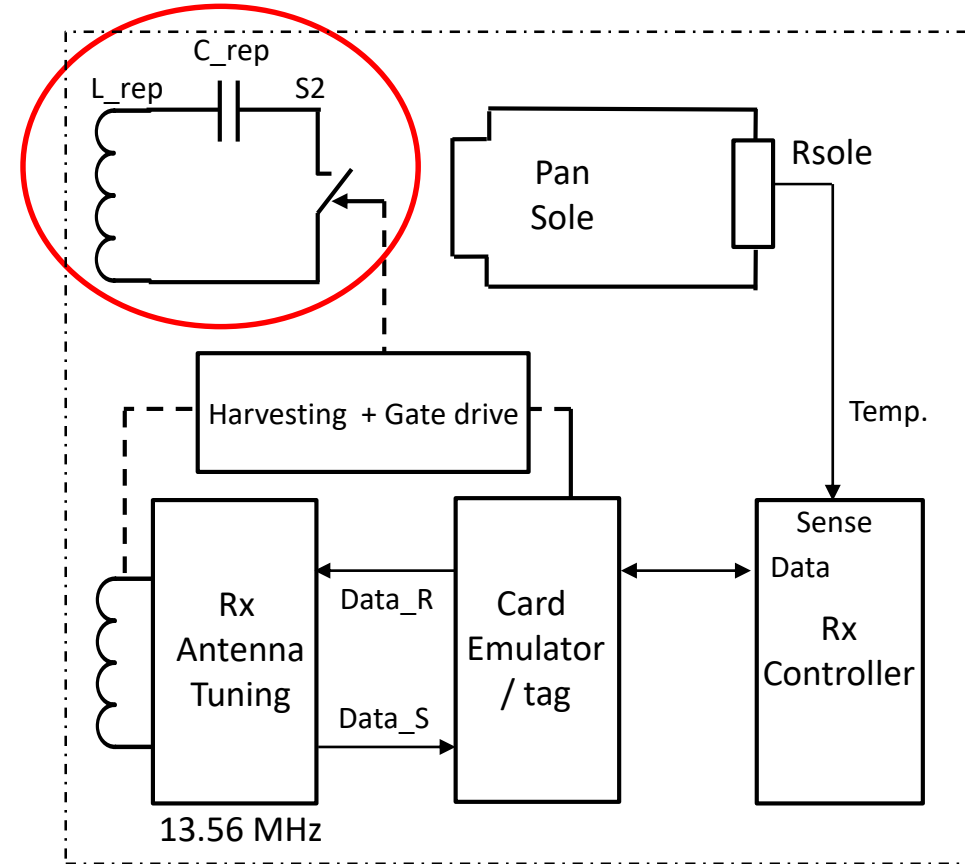 C_rep
L_rep
S2
Pan
Sole
Rsole
Harvesting + Gate drive
Temp.
Rx
Antenna
Tuning
Data_R
Data_S
Card
Emulator
/ tag
Sense
Data
Rx
Controller
13.56 MHz